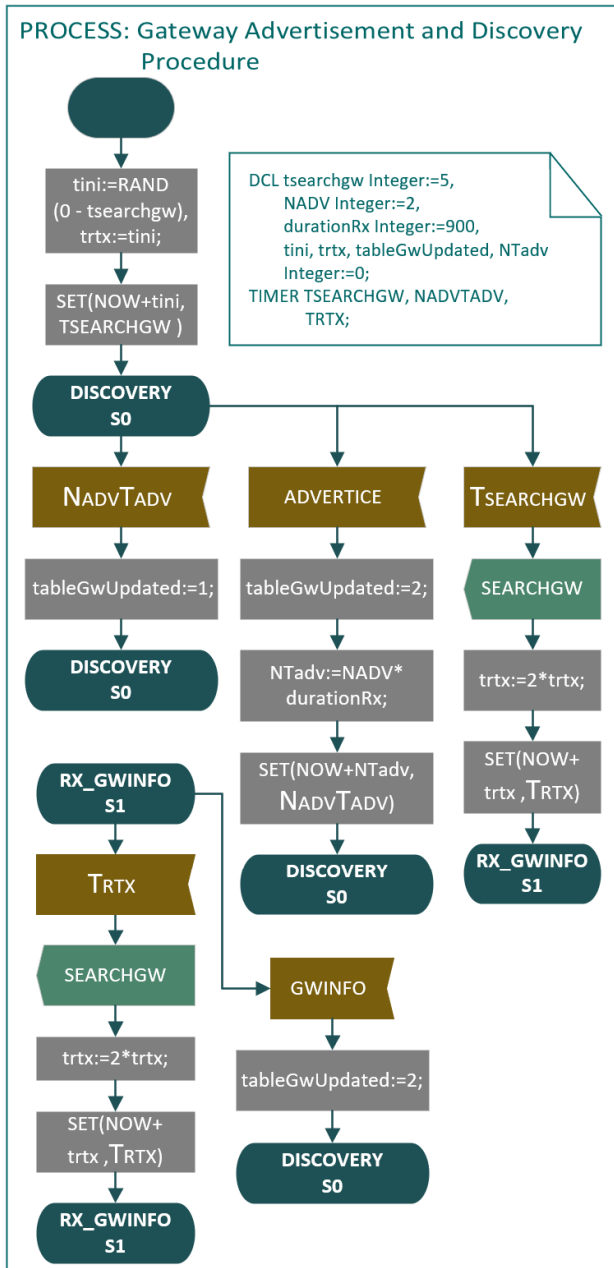 PROCESS: Gateway Advertisement and Discovery
Procedure
tini:=RAND
(0 - tsearchgw),
trtx:=tini;
SET(NOW+tini,
TSEARCHGW )
DCL tsearchgw Integer:=5,
NADV Integer:=2,
durationRx Integer:=900,
tini, trtx, tableGwUpdated, NTadv
Integer:=0;
TIMER TSEARCHGW, NADVTADV,
TRTX;
DISCOVERY
S0
NADVTADV
tableGwUpdated:=1;
DISCOVERY
S0
ADVERTICE
tableGwUpdated:=2;
NTadv:=NADV*
durationRx;
SET(NOW+NTadv,
NADVTADV)
DISCOVERY
S0
TSEARCHGW
SEARCHGW
trtx:=2*trtx;
SET(NOW+
trtx ,TRTX)
RX_GWINFO
S1
RX_GWINFO
S1
TRTX
SEARCHGW
trtx:=2*trtx;
SET(NOW+
trtx ,TRTX)
RX_GWINFO
S1
GWINFO
tableGwUpdated:=2;
DISCOVERY
S0